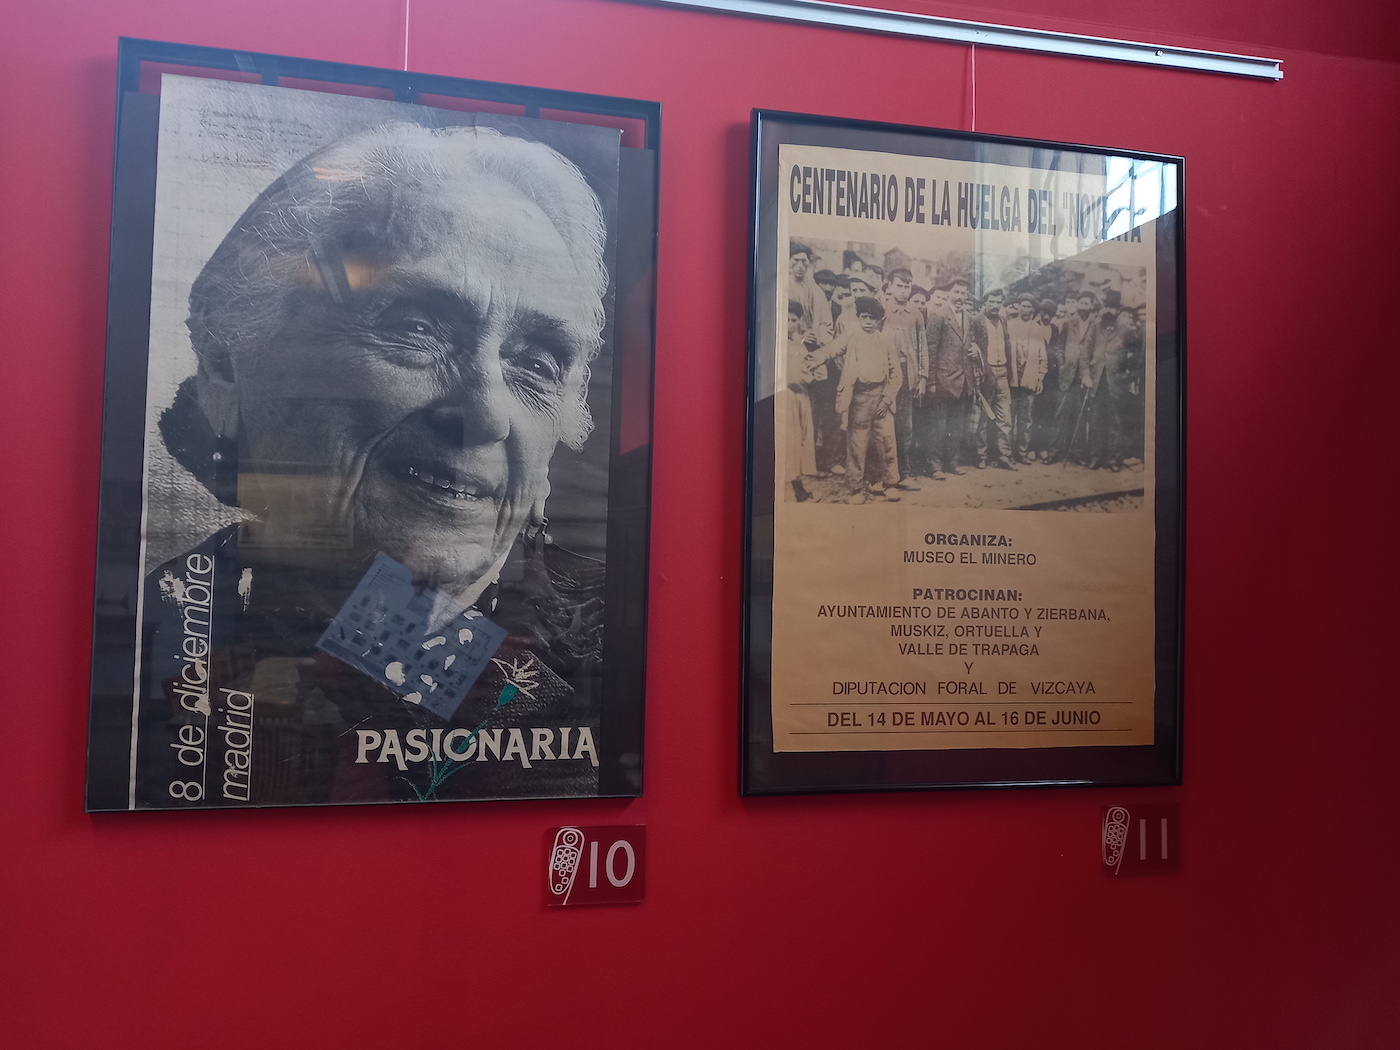 8 de diciembre
madrid
PASIONARIA
10
CENTENARIO DE LA HUELGA DEL "NOVENTA
ORGANIZA:
MUSEO EL MINERO
PATROCINAN:
AYUNTAMIENTO DE ABANTO Y ZIERBANA,
MUSKIZ, ORTUELLA Y
VALLE DE TRAPAGA
Y
DIPUTACION FORAL DE VIZCAYA
DEL 14 DE MAYO AL 16 DE JUNIO
11